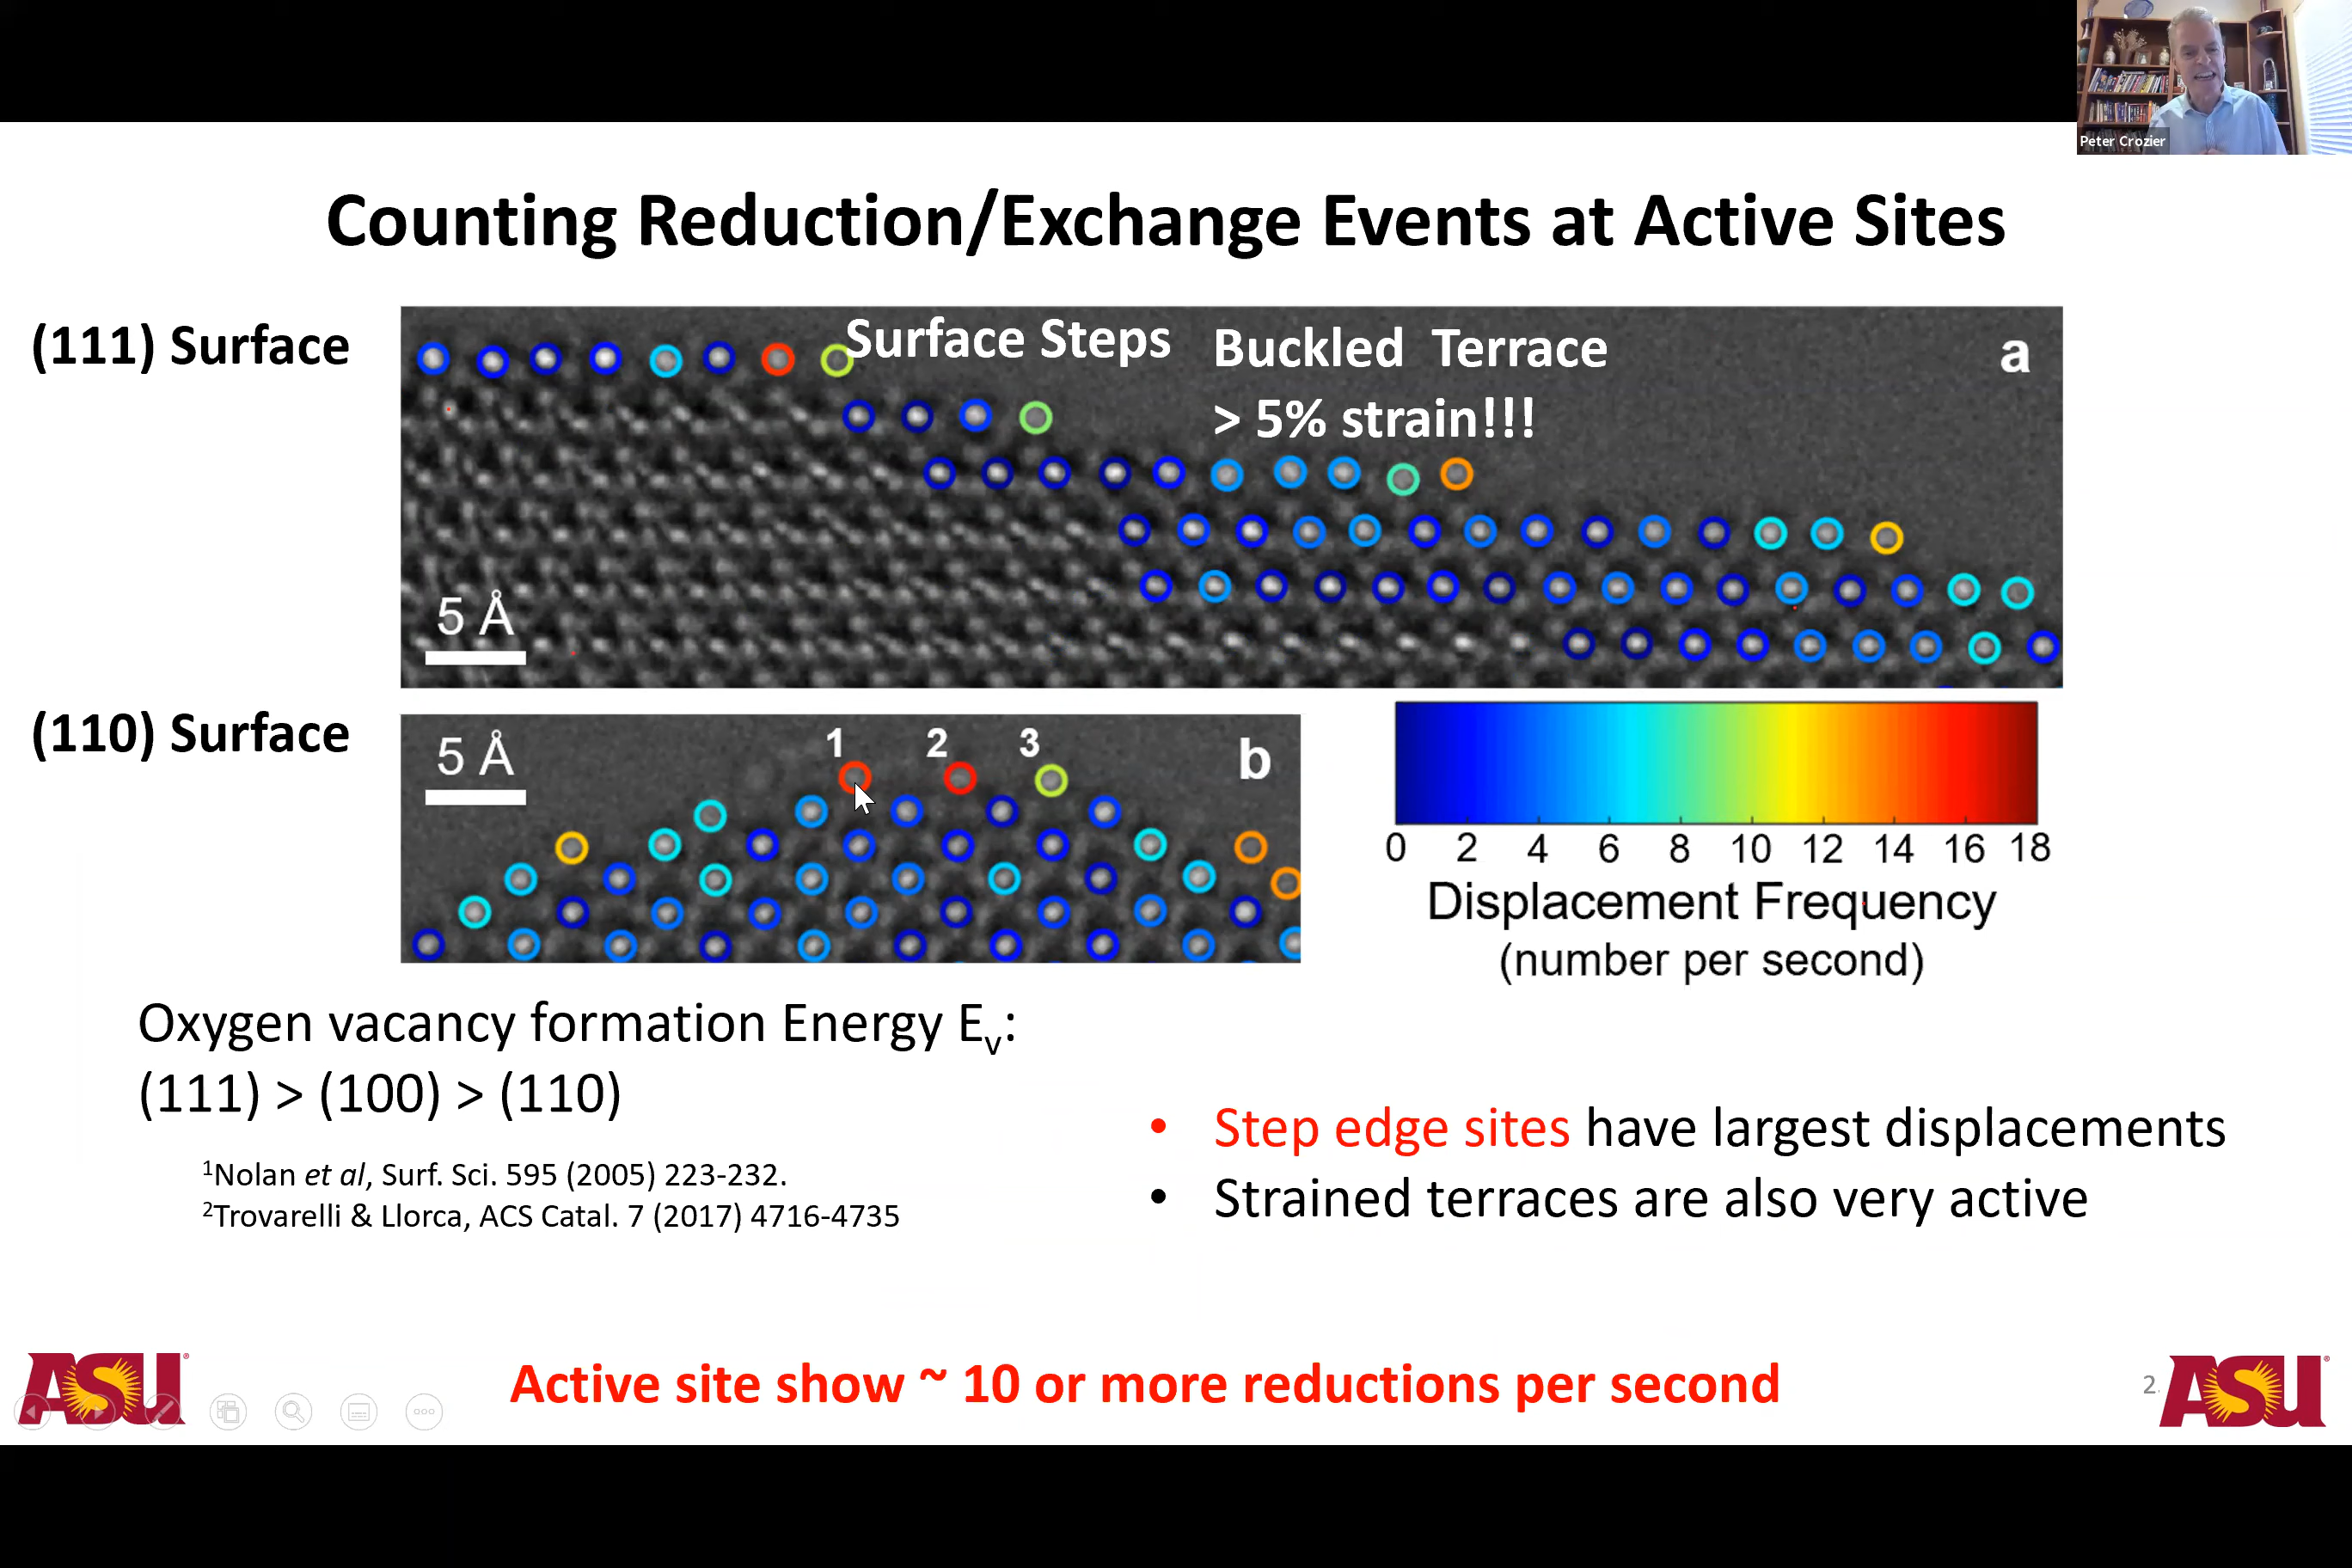 Peter Crozier
Counting Reduction/Exchange Events at Active Sites
(111) Surface
Surface Steps
Buckled Terrace
> 5% strain!!!
a
5 Å
(110) Surface
5 Å
1 2 3
b
0 2 4 6 8 10 12 14 16 18
Displacement Frequency
(number per second)
Oxygen vacancy formation Energy Eᵥ:
(111) > (100) > (110)
¹Nolan et al, Surf. Sci. 595 (2005) 223-232.
²Trovarelli & Llorca, ACS Catal. 7 (2017) 4716-4735
• Step edge sites have largest displacements
• Strained terraces are also very active
Active site show ~ 10 or more reductions per second
ASU
2
ASU